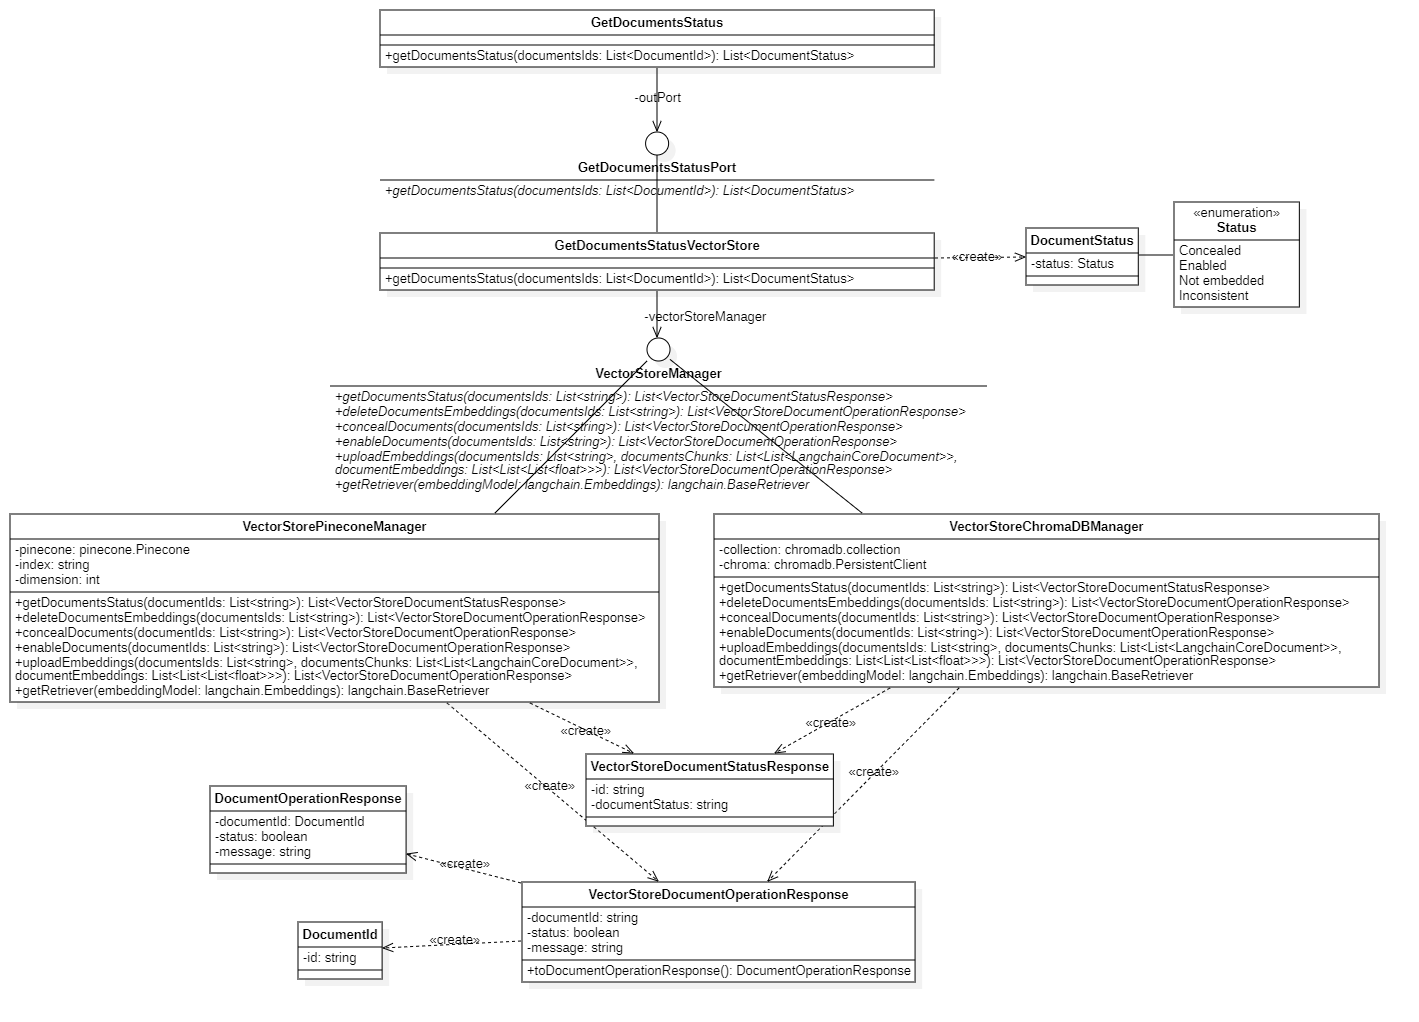 GetDocumentsStatus
+getDocumentsStatus(documentsIds: List<DocumentId>): List<DocumentStatus>
-outPort
GetDocumentsStatusPort
+getDocumentsStatus(documentsIds: List<DocumentId>): List<DocumentStatus>
GetDocumentsStatusVectorStore
+getDocumentsStatus(documentsIds: List<DocumentId>): List<DocumentStatus>
«create»
DocumentStatus
-status: Status
«enumeration»
Status
Concealed
Enabled
Not embedded
Inconsistent
-vectorStoreManager
VectorStoreManager
+getDocumentsStatus(documentsIds: List<string>): List<VectorStoreDocumentStatusResponse>
+deleteDocumentsEmbeddings(documentsIds: List<string>): List<VectorStoreDocumentOperationResponse>
+concealDocuments(documentsIds: List<string>): List<VectorStoreDocumentOperationResponse>
+enableDocuments(documentsIds: List<string>): List<VectorStoreDocumentOperationResponse>
+uploadEmbeddings(documentsIds: List<string>, documentsChunks: List<List<LangchainCoreDocument>>,
documentEmbeddings: List<List<List<float>>>): List<VectorStoreDocumentOperationResponse>
+getRetriever(embeddingModel: langchain.Embeddings): langchain.BaseRetriever
VectorStorePineconeManager
-pinecone: pinecone.Pinecone
-index: string
-dimension: int
+getDocumentsStatus(documentIds: List<string>): List<VectorStoreDocumentStatusResponse>
+deleteDocumentsEmbeddings(documentsIds: List<string>): List<VectorStoreDocumentOperationResponse>
+concealDocuments(documentIds: List<string>): List<VectorStoreDocumentOperationResponse>
+enableDocuments(documentIds: List<string>): List<VectorStoreDocumentOperationResponse>
+uploadEmbeddings(documentsIds: List<string>, documentsChunks: List<List<LangchainCoreDocument>>,
documentEmbeddings: List<List<List<float>>>): List<VectorStoreDocumentOperationResponse>
+getRetriever(embeddingModel: langchain.Embeddings): langchain.BaseRetriever
VectorStoreChromaDBManager
-collection: chromadb.collection
-chroma: chromadb.PersistentClient
+getDocumentsStatus(documentIds: List<string>): List<VectorStoreDocumentStatusResponse>
+deleteDocumentsEmbeddings(documentsIds: List<string>): List<VectorStoreDocumentOperationResponse>
+concealDocuments(documentIds: List<string>): List<VectorStoreDocumentOperationResponse>
+enableDocuments(documentIds: List<string>): List<VectorStoreDocumentOperationResponse>
+uploadEmbeddings(documentsIds: List<string>, documentsChunks: List<List<LangchainCoreDocument>>,
documentEmbeddings: List<List<List<float>>>): List<VectorStoreDocumentOperationResponse>
+getRetriever(embeddingModel: langchain.Embeddings): langchain.BaseRetriever
«create»
«create»
VectorStoreDocumentStatusResponse
-id: string
-documentStatus: string
«create»
«create»
DocumentOperationResponse
-documentId: DocumentId
-status: boolean
-message: string
«create»
VectorStoreDocumentOperationResponse
-documentId: string
-status: boolean
-message: string
+toDocumentOperationResponse(): DocumentOperationResponse
«create»
DocumentId
-id: string